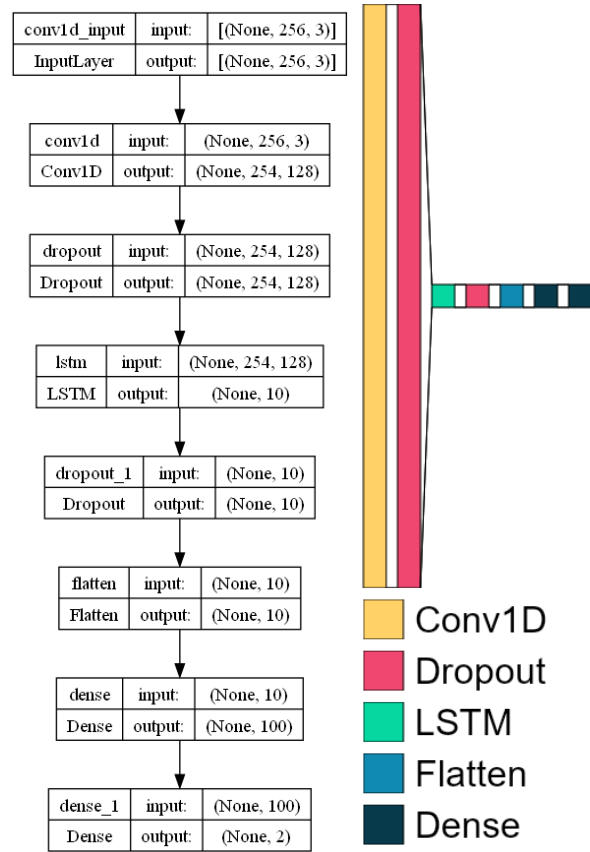 conv1d_input input: [(None, 256, 3)]
InputLayer output: [(None, 256, 3)]
conv1d input: (None, 256, 3)
Conv1D output: (None, 254, 128)
dropout input: (None, 254, 128)
Dropout output: (None, 254, 128)
lstm input: (None, 254, 128)
LSTM output: (None, 10)
dropout_1 input: (None, 10)
Dropout output: (None, 10)
flatten input: (None, 10)
Flatten output: (None, 10)
dense input: (None, 10)
Dense output: (None, 100)
dense_1 input: (None, 100)
Dense output: (None, 2)
Conv1D
Dropout
LSTM
Flatten
Dense